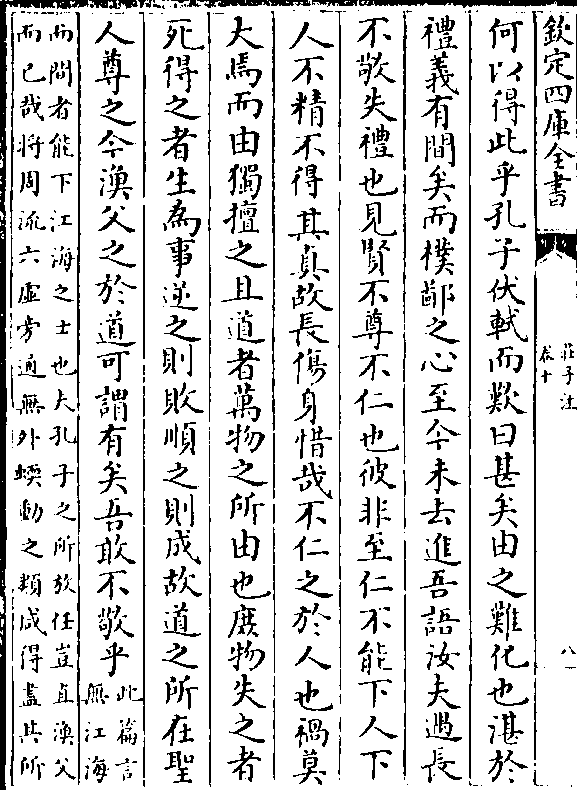 欽定四庫全書
莊子注
卷十
八
何以得此乎孔子伏軾而歎曰甚矣由之難化也湛於
禮義有間矣而樸鄙之心至今未去進吾語汝夫遇長
不敬失禮也見賢不尊不仁也彼非至仁不能下人下
人不精不得其真故長傷身惜哉不仁之於人也禍莫
大焉而由獨擅之且道者萬物之所由也庶物失之者
死得之者生為事逆之則敗順之則成故道之所在聖
人尊之今漁父之於道可謂有矣吾敢不敬乎
此篇言
無江海
而間者能下江海之士也夫孔子之所放任豈直漁父
而已哉將周流六虛旁通無外蝡動之類咸得盡其所